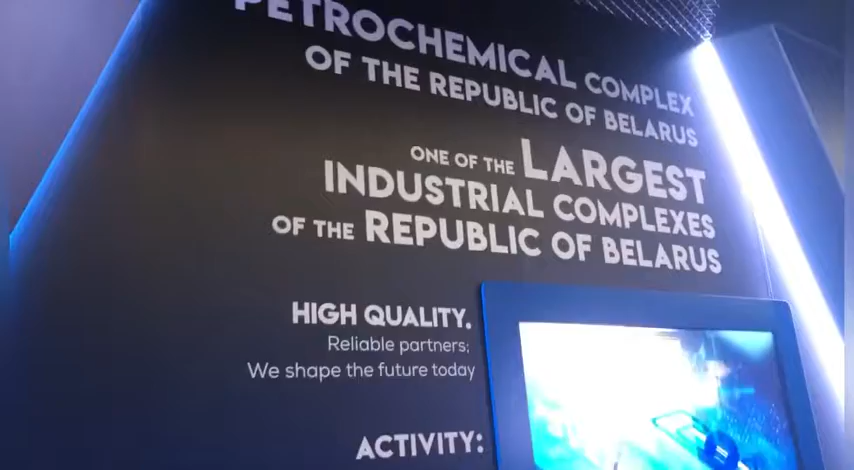 PETROCHEMICAL COMPLEX
OF THE REPUBLIC OF BELARUS
ONE OF THE LARGEST
INDUSTRIAL COMPLEXES
OF THE REPUBLIC OF BELARUS
HIGH QUALITY.
Reliable partners;
We shape the future today
ACTIVITY: